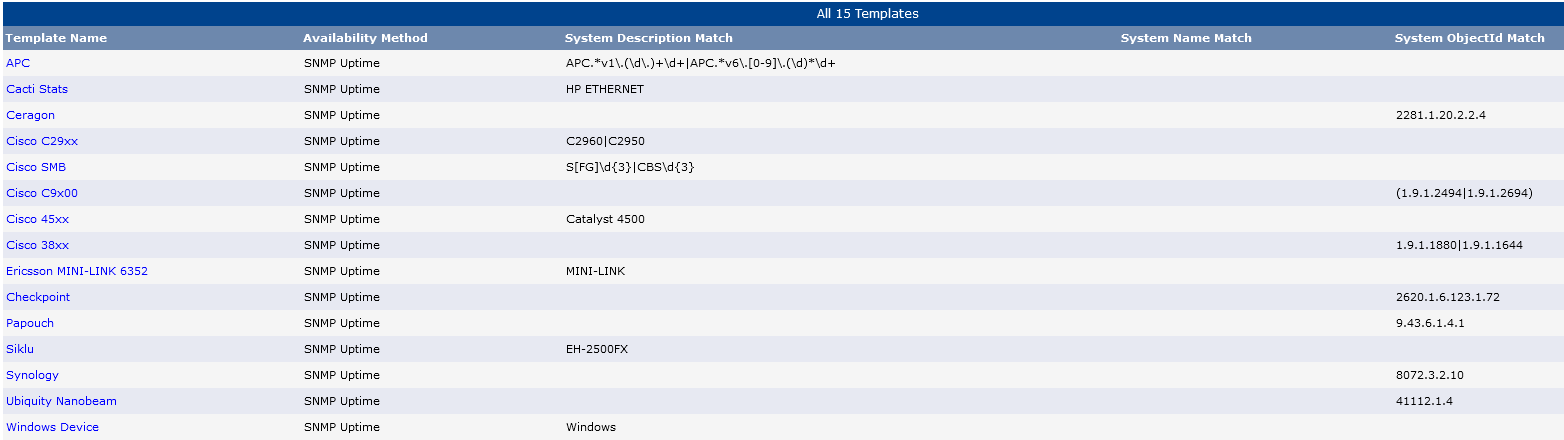 All 15 Templates
Template Name Availability Method System Description Match System Name Match System ObjectId Match
APC SNMP Uptime APC.*v1\.(\d\.)+\d+|APC.*v6\.[0-9]\.(\d)*\d+
Cacti Stats SNMP Uptime HP ETHERNET
Ceragon SNMP Uptime 2281.1.20.2.2.4
Cisco C29xx SNMP Uptime C2960|C2950
Cisco SMB SNMP Uptime S[FG]\d{3}|CBS\d{3}
Cisco C9x00 SNMP Uptime (1.9.1.2494|1.9.1.2694)
Cisco 45xx SNMP Uptime Catalyst 4500
Cisco 38xx SNMP Uptime 1.9.1.1880|1.9.1.1644
Ericsson MINI-LINK 6352 SNMP Uptime MINI-LINK
Checkpoint SNMP Uptime 2620.1.6.123.1.72
Papouch SNMP Uptime 9.43.6.1.4.1
Siklu SNMP Uptime EH-2500FX
Synology SNMP Uptime 8072.3.2.10
Ubiquity Nanobeam SNMP Uptime 41112.1.4
Windows Device SNMP Uptime Windows